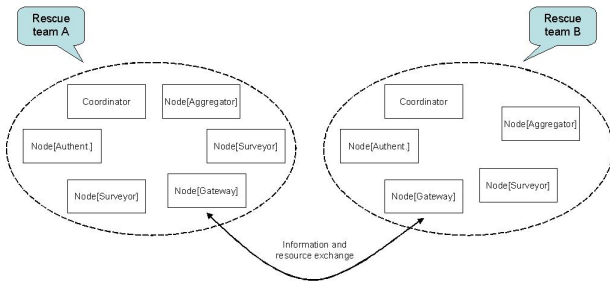 Rescue
team A
Rescue
team B
Coordinator
Node[Aggregator]
Node[Authent.]
Node[Surveyor]
Node[Surveyor]
Node[Gateway]
Coordinator
Node[Aggregator]
Node[Authent.]
Node[Surveyor]
Node[Gateway]
Information and
resource exchange